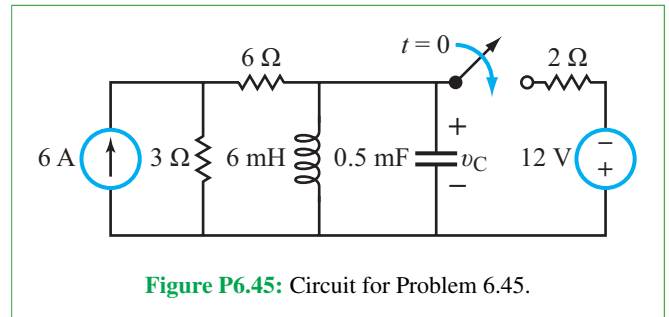 t = 0
6 Ω
2 Ω
6 A
3 Ω
6 mH
0.5 mF
+
υC
−
12 V
−
+
Figure P6.45: Circuit for Problem 6.45.